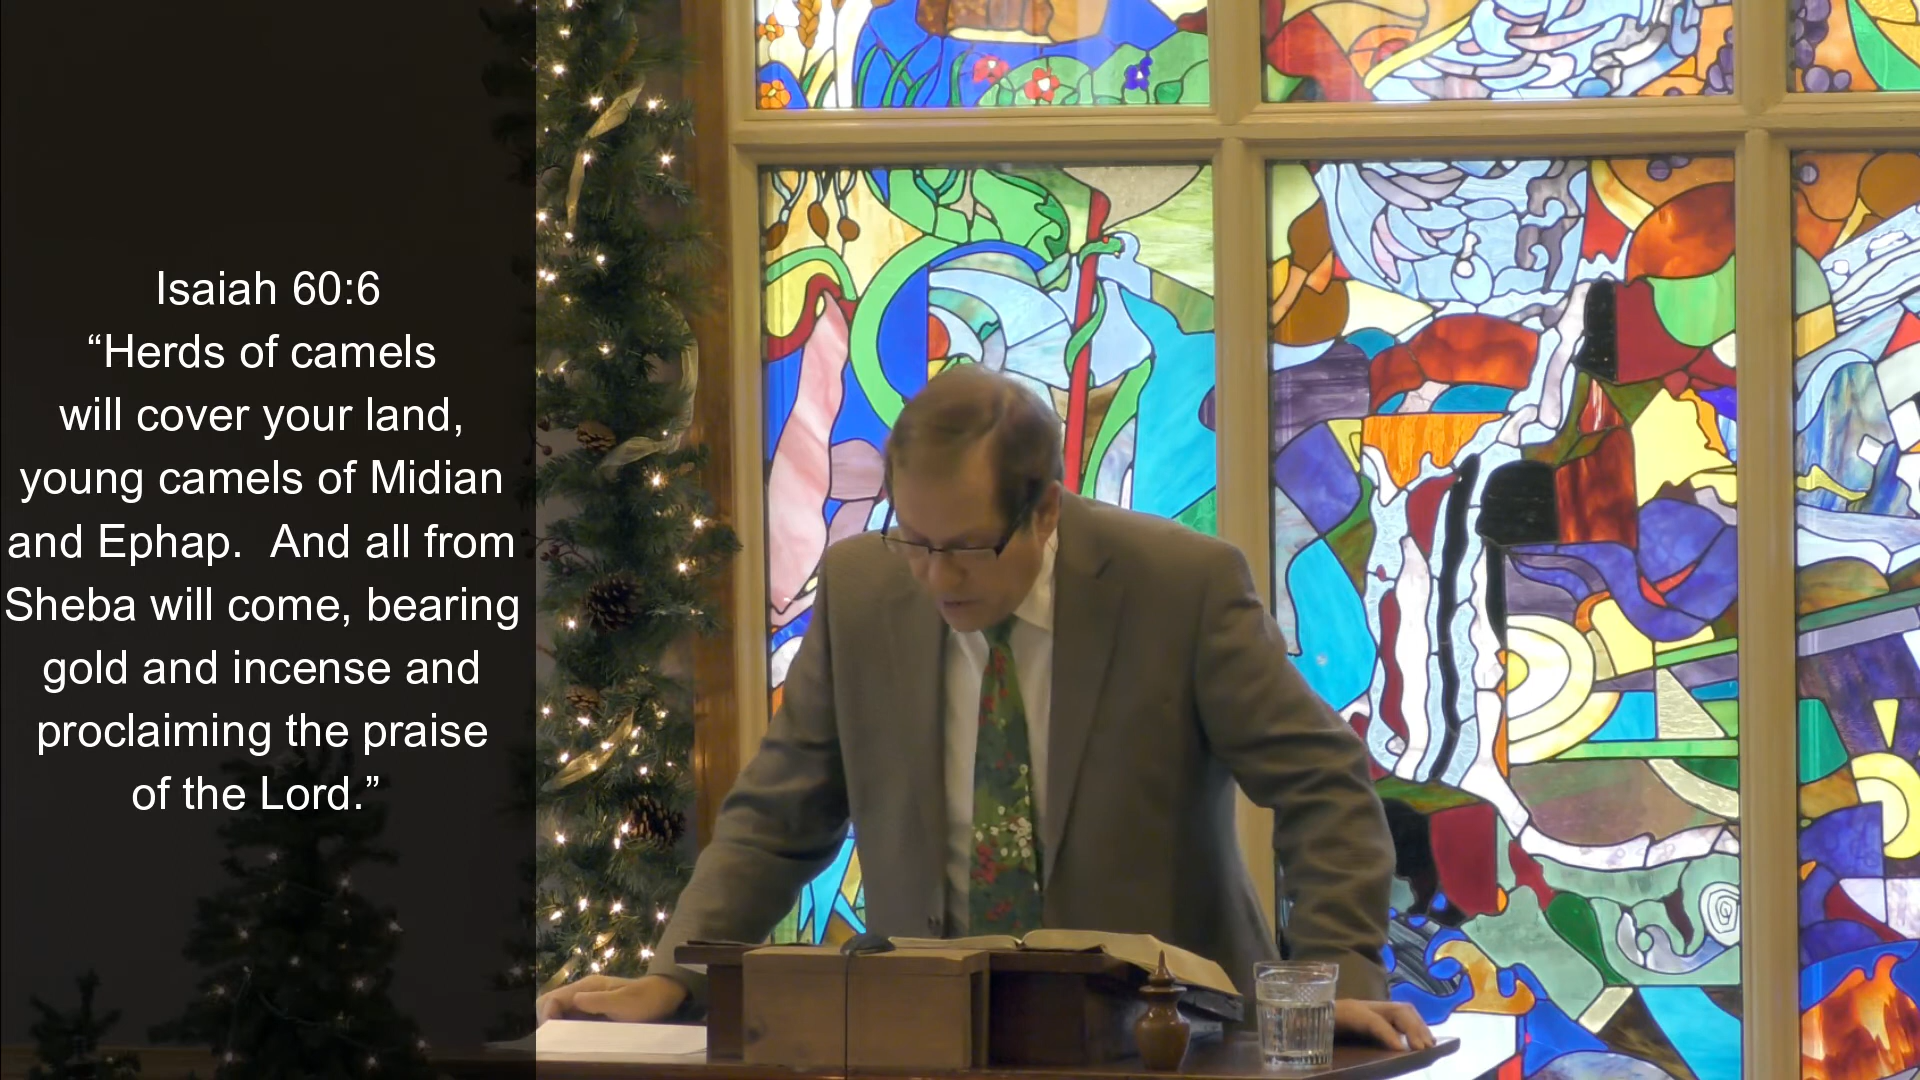 Isaiah 60:6
“Herds of camels
will cover your land,
young camels of Midian
and Ephap.  And all from
Sheba will come, bearing
gold and incense and
proclaiming the praise
of the Lord.”